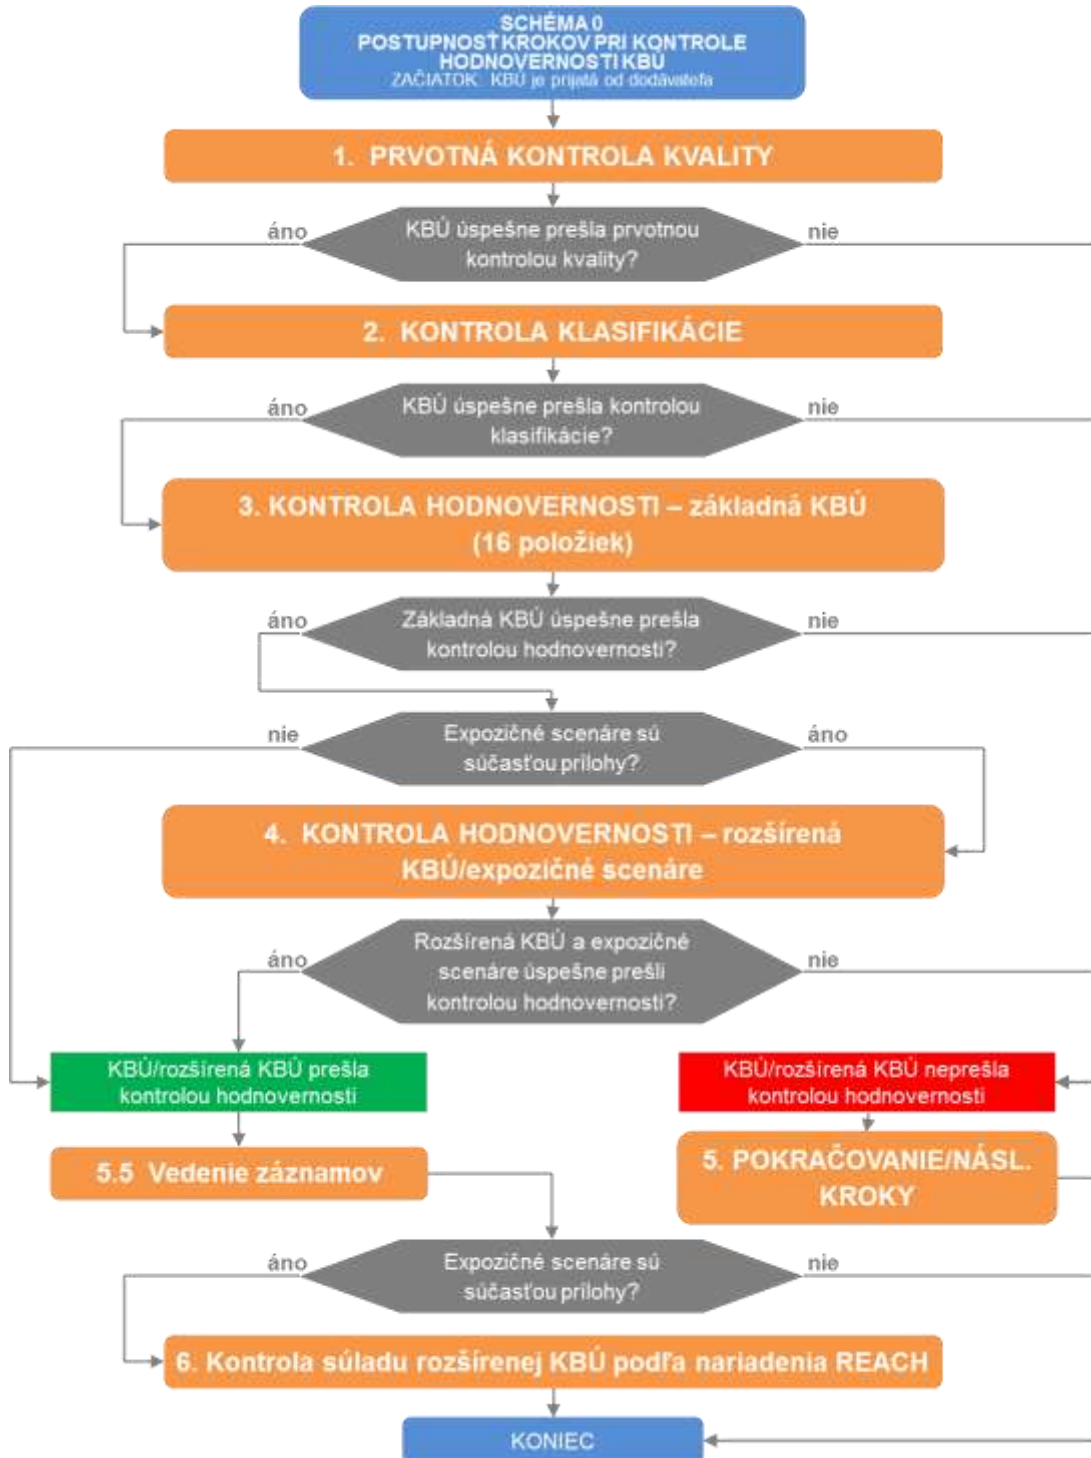 SCHÉMA 0
POSTUPNOSŤ KROKOV PRI KONTROLE
HODNOVERNOSTI KBÚ
ZAČIATOK: KBÚ je prijatá od dodávateľa
1. PRVOTNÁ KONTROLA KVALITY
áno
KBÚ úspešne prešla prvotnou
kontrolou kvality?
nie
2. KONTROLA KLASIFIKÁCIE
áno
KBÚ úspešne prešla kontrolou
klasifikácie?
nie
3. KONTROLA HODNOVERNOSTI – základná KBÚ
(16 položiek)
áno
Základná KBÚ úspešne prešla
kontrolou hodnovernosti?
nie
nie
Expozičné scenáre sú
súčasťou prílohy?
áno
4. KONTROLA HODNOVERNOSTI – rozšírená
KBÚ/expozičné scenáre
áno
Rozšírená KBÚ a expozičné
scenáre úspešne prešli
kontrolou hodnovernosti?
nie
KBÚ/rozšírená KBÚ prešla
kontrolou hodnovernosti
KBÚ/rozšírená KBÚ neprešla
kontrolou hodnovernosti
5.5 Vedenie záznamov
5. POKRAČOVANIE/NÁSL.
KROKY
áno
Expozičné scenáre sú
súčasťou prílohy?
nie
6. Kontrola súladu rozšírenej KBÚ podľa nariadenia REACH
KONIEC